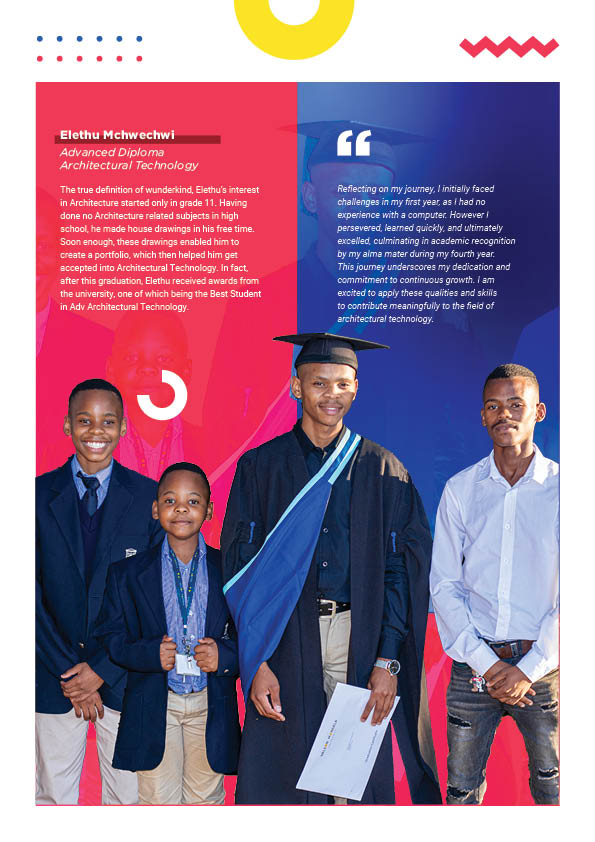 Elethu Mchwechwi
Advanced Diploma
Architectural Technology
The true definition of wunderkind, Elethu's interest
in Architecture started only in grade 11. Having
done no Architecture related subjects in high
school, he made house drawings in his free time.
Soon enough, these drawings enabled him to
create a portfolio, which then helped him get
accepted into Architectural Technology. In fact,
after this graduation, Elethu received awards from
the university, one of which being the Best Student
in Adv Architectural Technology.
“
Reflecting on my journey, I initially faced
challenges in my first year, as I had no
experience with a computer. However I
persevered, learned quickly, and ultimately
excelled, culminating in academic recognition
by my alma mater during my fourth year.
This journey underscores my dedication and
commitment to continuous growth. I am
excited to apply these qualities and skills
to contribute meaningfully to the field of
architectural technology.